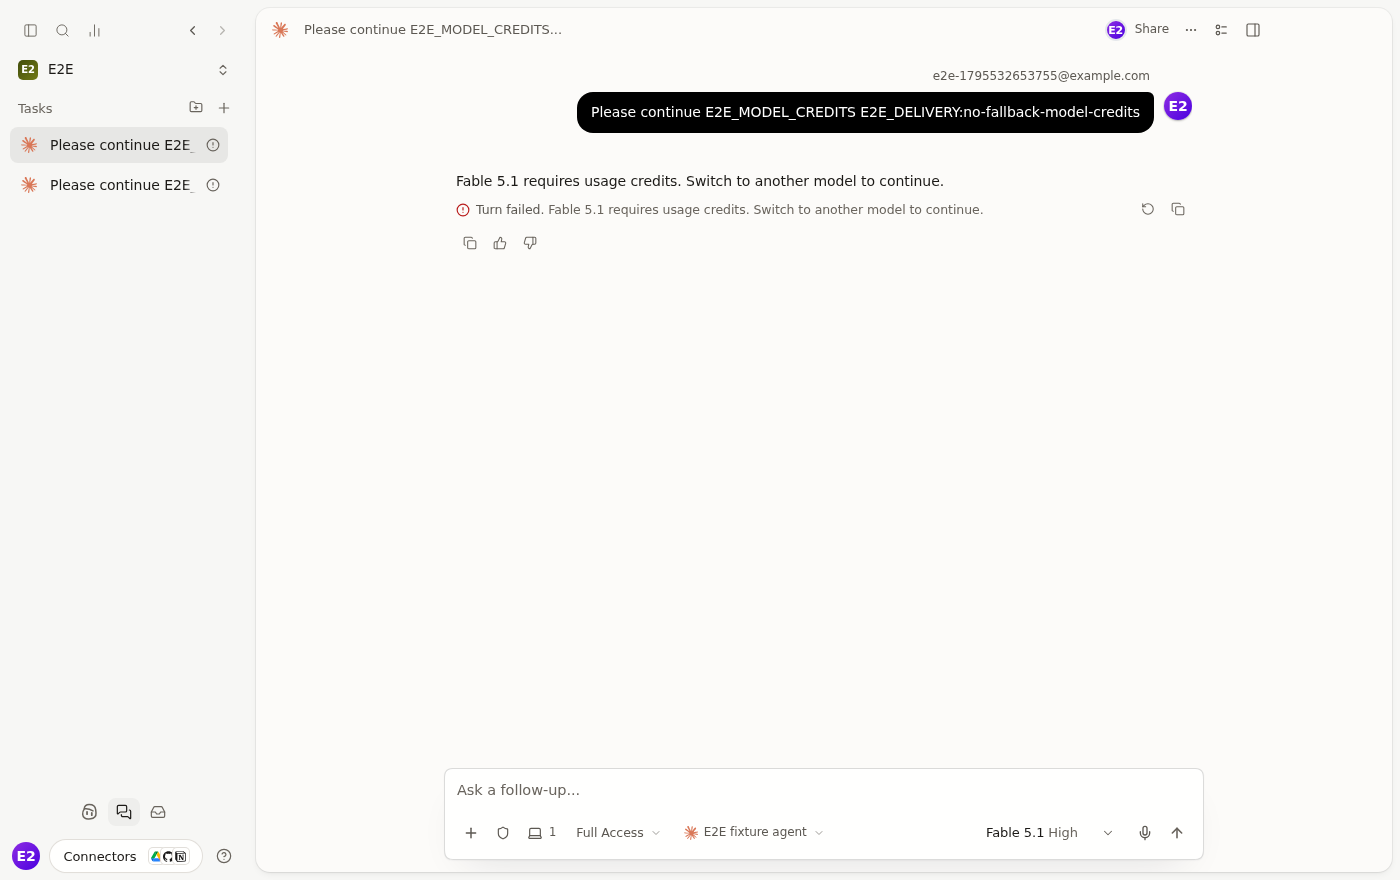 Please continue E2E_MODEL_CREDITS...
E2 Share
E2 E2E
Tasks
Please continue E2E_
Please continue E2E_
e2e-1795532653755@example.com
Please continue E2E_MODEL_CREDITS E2E_DELIVERY:no-fallback-model-credits
E2
Fable 5.1 requires usage credits. Switch to another model to continue.
Turn failed. Fable 5.1 requires usage credits. Switch to another model to continue.
Ask a follow-up...
1 Full Access E2E fixture agent Fable 5.1 High
E2 Connectors